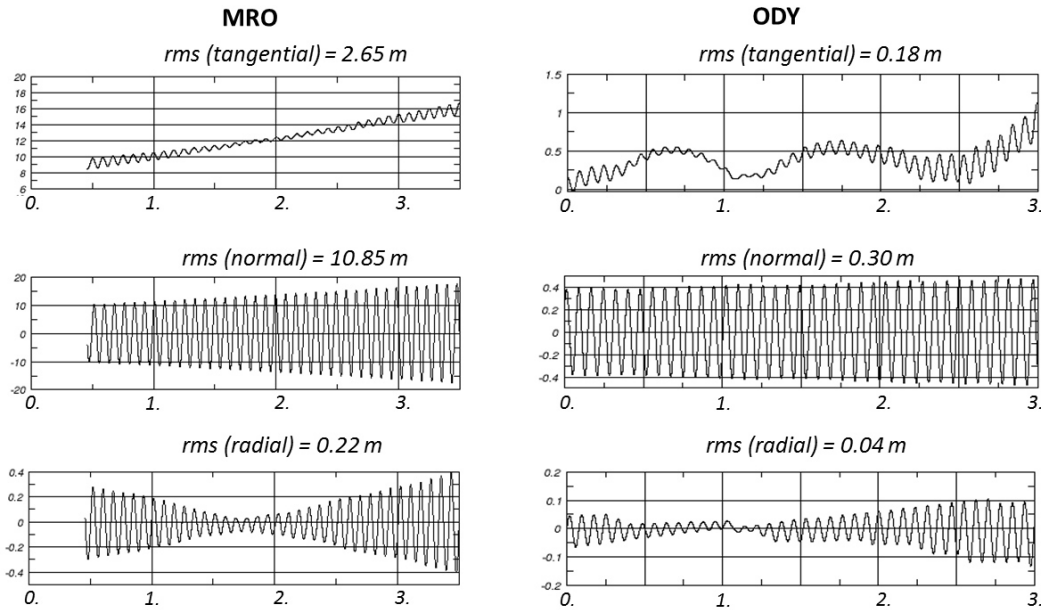 MRO
ODY
rms (tangential) = 2.65 m
rms (tangential) = 0.18 m
20
18
16
14
12
10
8
6
0. 1. 2. 3.
1.5
1
0.5
0
0. 1. 2. 3.
rms (normal) = 10.85 m
rms (normal) = 0.30 m
20
10
0
-10
-20
0. 1. 2. 3.
0.4
0.2
0
-0.2
-0.4
0. 1. 2. 3.
rms (radial) = 0.22 m
rms (radial) = 0.04 m
0.4
0.2
0
-0.2
-0.4
0. 1. 2. 3.
0.2
0.1
0
-0.1
-0.2
0. 1. 2. 3.